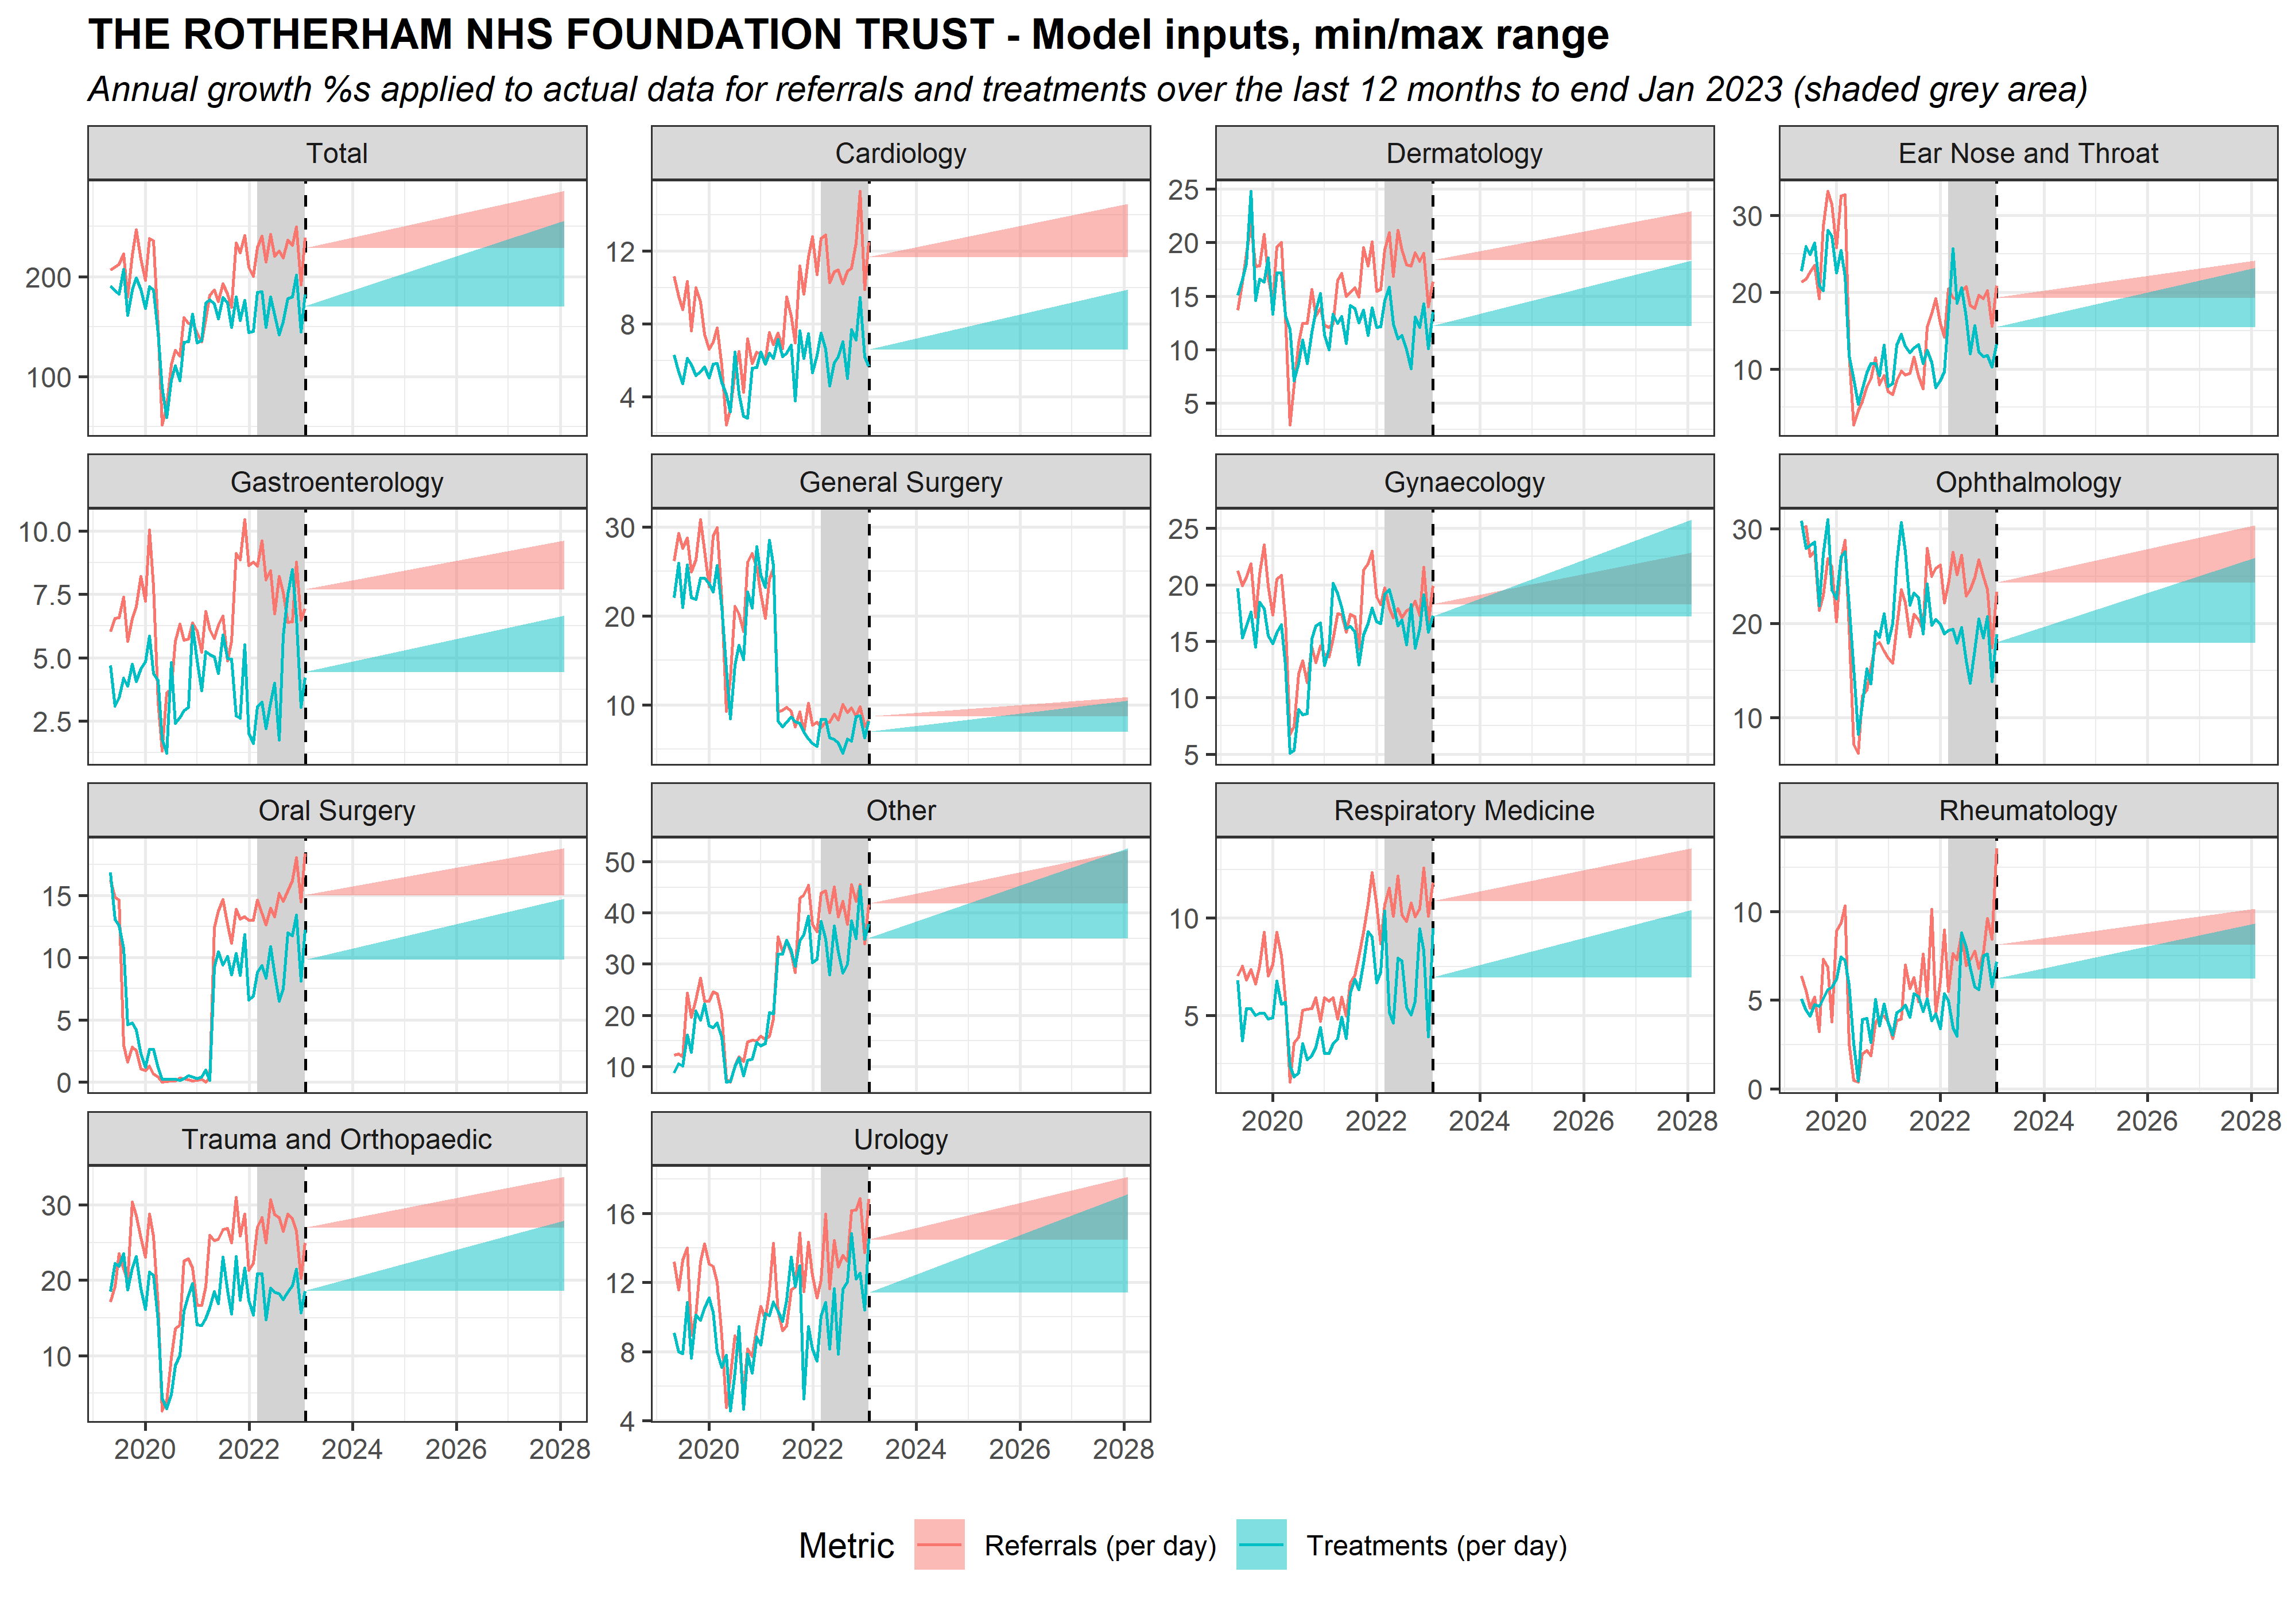 THE ROTHERHAM NHS FOUNDATION TRUST - Model inputs, min/max range
Annual growth %s applied to actual data for referrals and treatments over the last 12 months to end Jan 2023 (shaded grey area)
Total
Cardiology
Dermatology
Ear Nose and Throat
200
100
12
8
4
25
20
15
10
5
30
20
10
Gastroenterology
General Surgery
Gynaecology
Ophthalmology
10.0
7.5
5.0
2.5
30
20
10
25
20
15
10
5
30
20
10
Oral Surgery
Other
Respiratory Medicine
Rheumatology
15
10
5
0
50
40
30
20
10
10
5
10
5
0
2020 2022 2024 2026 2028
2020 2022 2024 2026 2028
Trauma and Orthopaedic
Urology
30
20
10
16
12
8
4
2020 2022 2024 2026 2028
2020 2022 2024 2026 2028
Metric Referrals (per day) Treatments (per day)